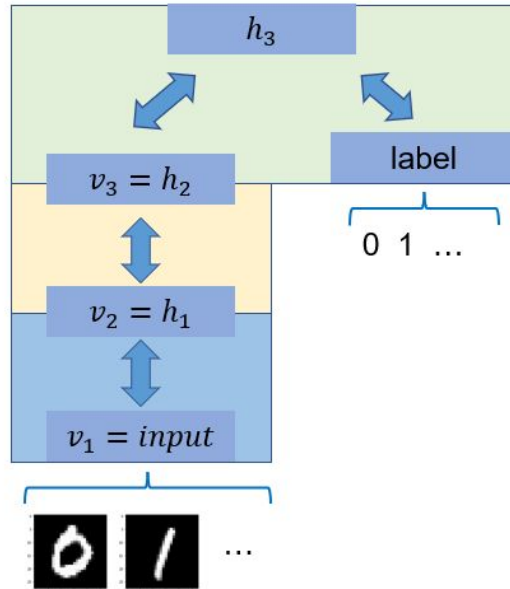 h₃
label
v₃ = h₂
0 1 …
v₂ = h₁
v₁ = input
…